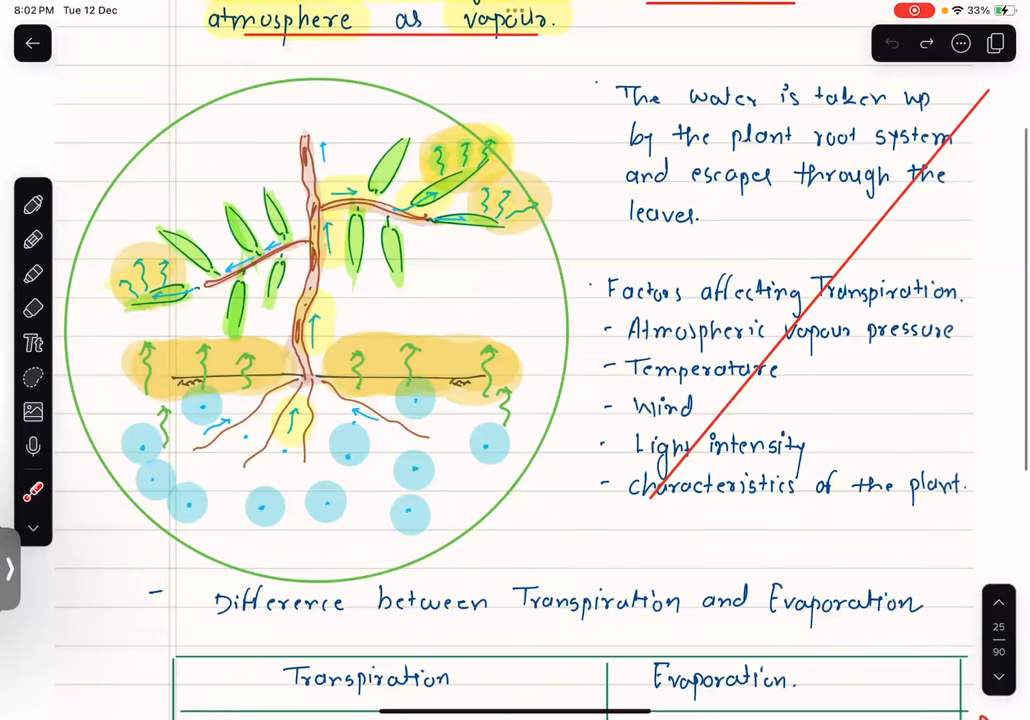 8:02 PM Tue 12 Dec
33%
atmosphere as vapour.
The water is taken up
by the plant root system
and escapes through the
leaves.
Factors affecting Transpiration.
- Atmospheric vapour pressure
- Temperature
- Wind
- Light intensity
- characteristics of the plant.
Tt
25
90
- Difference between Transpiration and Evaporation
Transpiration
Evaporation.